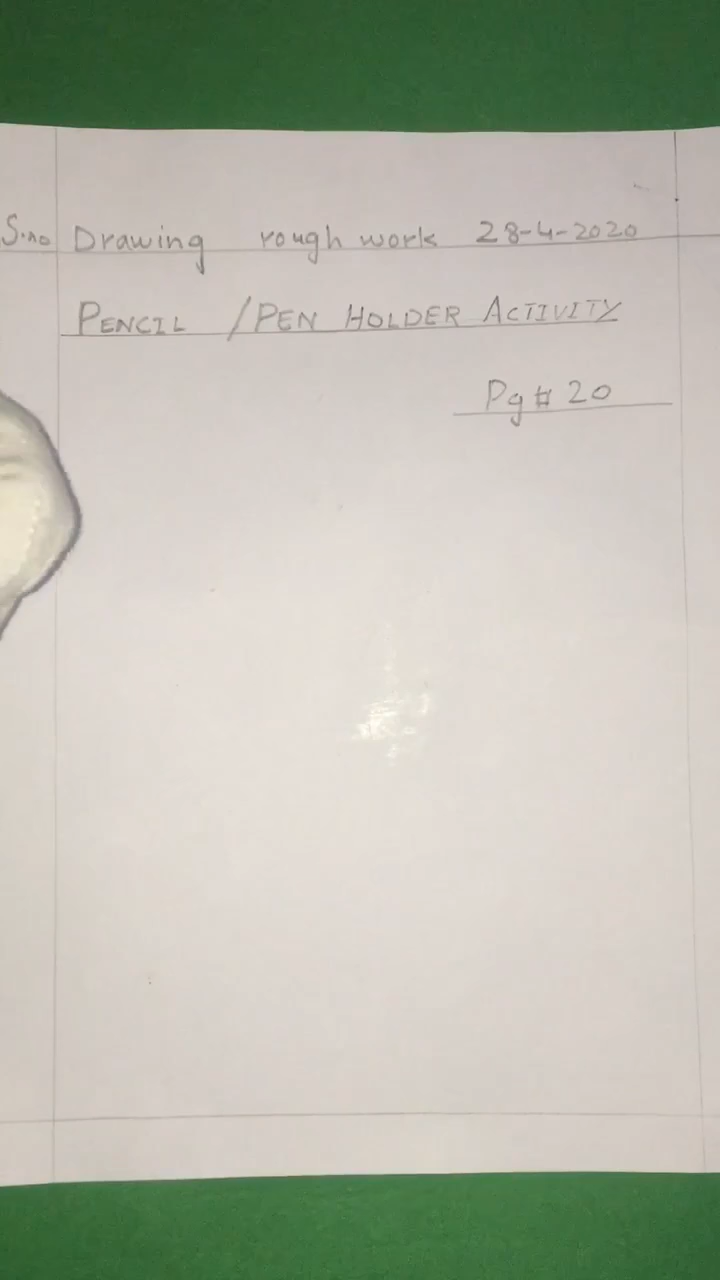 S.no Drawing rough work 28-4-2020
PENCIL / PEN HOLDER ACTIVITY
Pg # 20